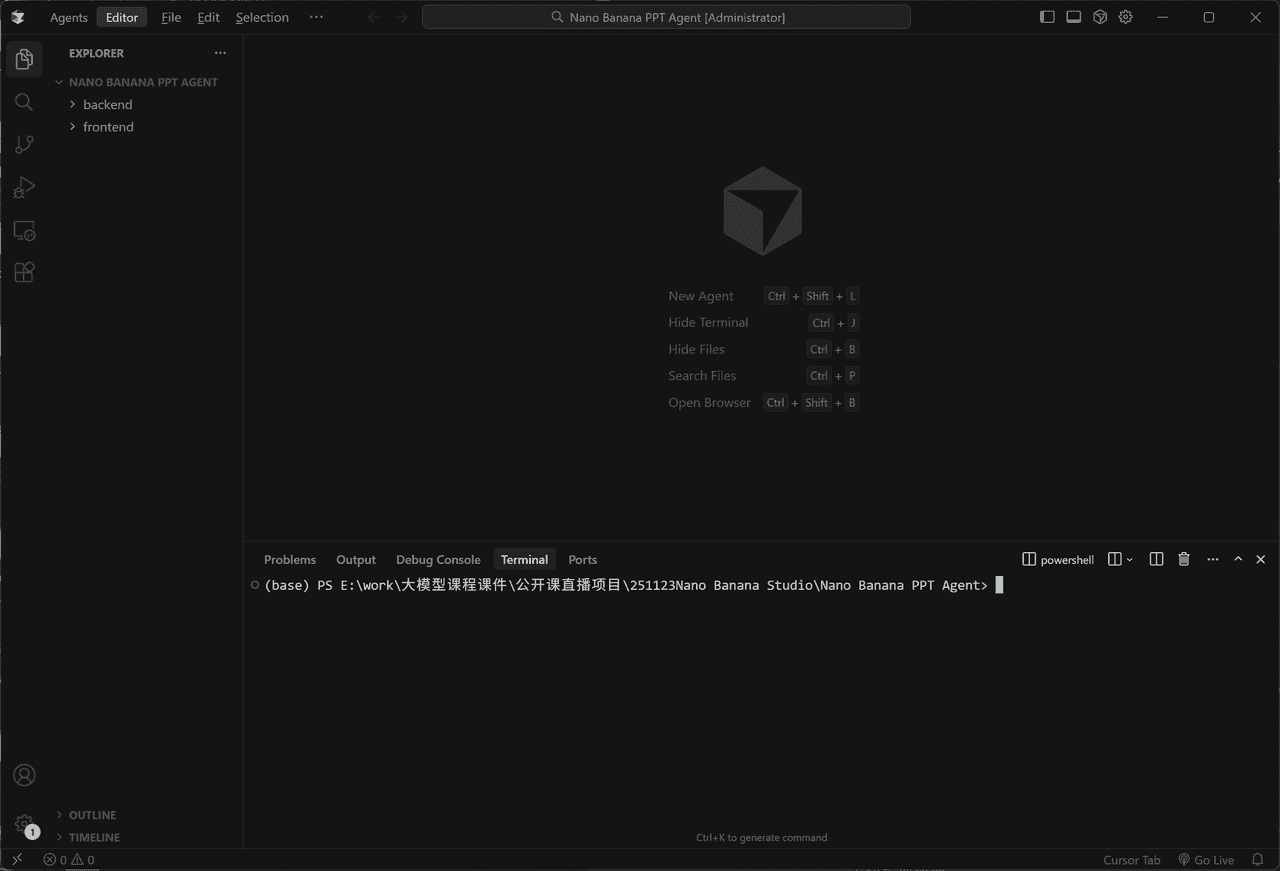 Agents Editor File Edit Selection ··· Nano Banana PPT Agent [Administrator]
EXPLORER ···
NANO BANANA PPT AGENT
backend
frontend
New Agent Ctrl + Shift + L
Hide Terminal Ctrl + J
Hide Files Ctrl + B
Search Files Ctrl + P
Open Browser Ctrl + Shift + B
Problems Output Debug Console Terminal Ports powershell ···
(base) PS E:\work\大模型课程课件\公开课直播项目\251123Nano Banana Studio\Nano Banana PPT Agent>
Ctrl+K to generate command
OUTLINE
1
TIMELINE
0 0 Cursor Tab Go Live